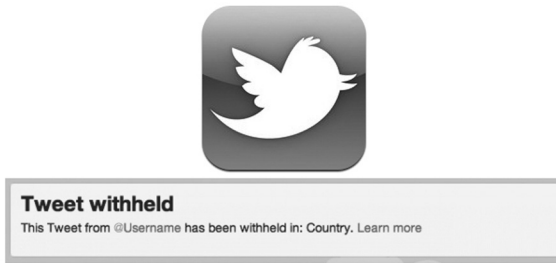 Tweet withheld
This Tweet from @Username has been withheld in: Country. Learn more